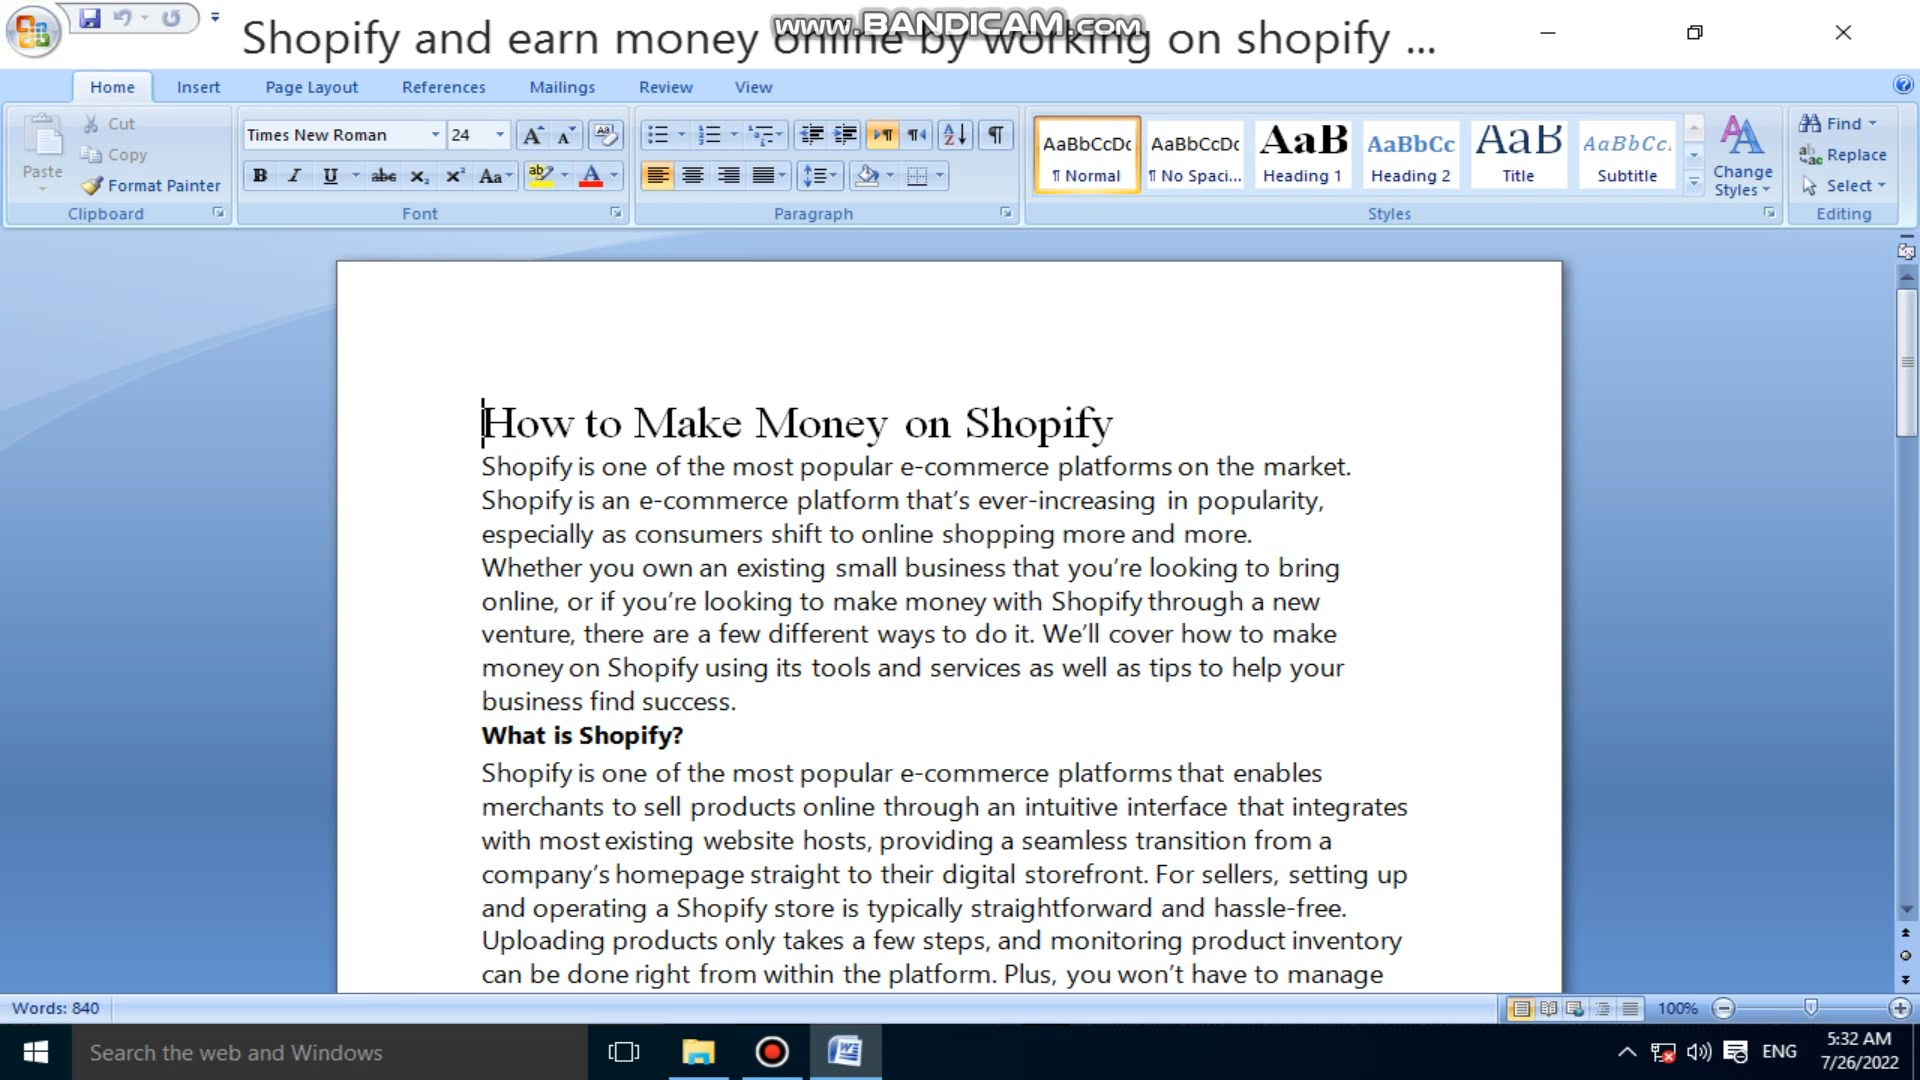 www.BANDICAM.com
Shopify and earn money online by working on shopify ...
Home Insert Page Layout References Mailings Review View
Paste
Cut
Copy
Format Painter
Clipboard
Times New Roman 24
Font
Paragraph
AaBbCcDc AaBbCcDc AaB AaBbCc AaB AaBbCc.
¶ Normal ¶ No Spaci... Heading 1 Heading 2 Title Subtitle
Change Styles
Styles
Find
Replace
Select
Editing
How to Make Money on Shopify
Shopify is one of the most popular e-commerce platforms on the market.
Shopify is an e-commerce platform that’s ever-increasing in popularity,
especially as consumers shift to online shopping more and more.
Whether you own an existing small business that you’re looking to bring
online, or if you’re looking to make money with Shopify through a new
venture, there are a few different ways to do it. We’ll cover how to make
money on Shopify using its tools and services as well as tips to help your
business find success.
What is Shopify?
Shopify is one of the most popular e-commerce platforms that enables
merchants to sell products online through an intuitive interface that integrates
with most existing website hosts, providing a seamless transition from a
company’s homepage straight to their digital storefront. For sellers, setting up
and operating a Shopify store is typically straightforward and hassle-free.
Uploading products only takes a few steps, and monitoring product inventory
can be done right from within the platform. Plus, you won’t have to manage
Words: 840
100%
Search the web and Windows
ENG
5:32 AM
7/26/2022